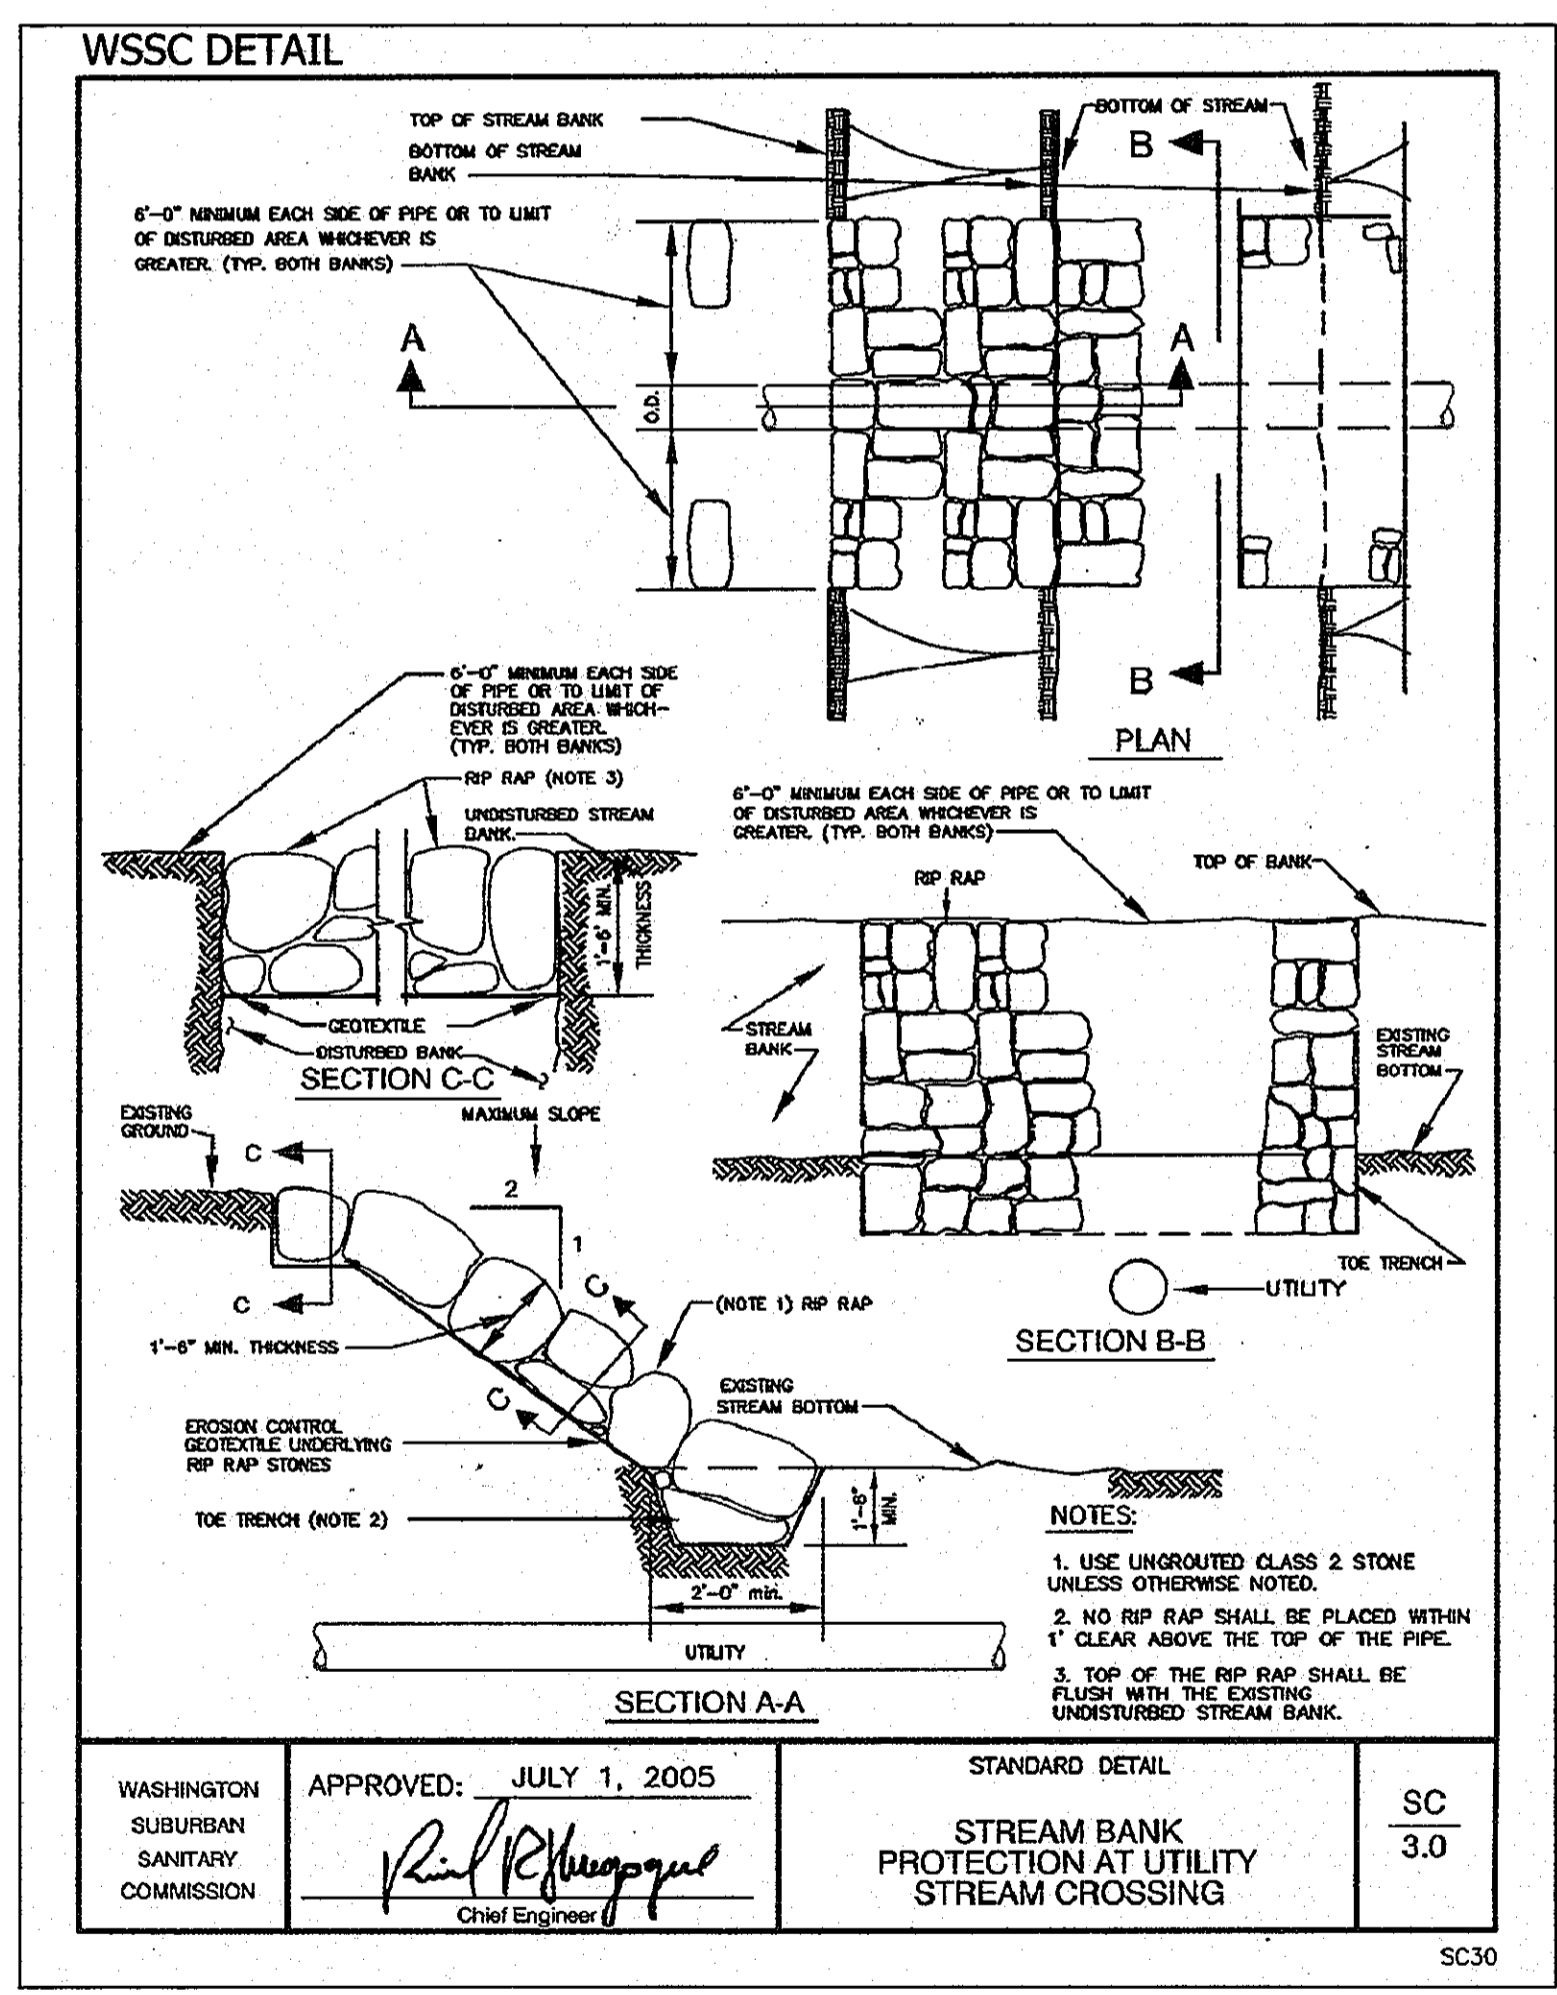 WSSC DETAIL
TOP OF STREAM BANK
BOTTOM OF STREAM
BANK
BOTTOM OF STREAM
B
6'-0" MINIMUM EACH SIDE OF PIPE OR TO LIMIT
OF DISTURBED AREA WHICHEVER IS
GREATER. (TYP. BOTH BANKS)
A
A
O.D.
B
PLAN
6'-0" MINIMUM EACH SIDE
OF PIPE OR TO LIMIT OF
DISTURBED AREA WHICH-
EVER IS GREATER.
(TYP. BOTH BANKS)
RIP RAP (NOTE 3)
UNDISTURBED STREAM
BANK.
1'-6" MIN.
THICKNESS
GEOTEXTILE
DISTURBED BANK
SECTION C-C
6'-0" MINIMUM EACH SIDE OF PIPE OR TO LIMIT
OF DISTURBED AREA WHICHEVER IS
GREATER. (TYP. BOTH BANKS)
TOP OF BANK
RIP RAP
STREAM
BANK
EXISTING
STREAM
BOTTOM
TOE TRENCH
UTILITY
SECTION B-B
EXISTING
GROUND
MAXIMUM SLOPE
C
2
1
C
C
C
(NOTE 1) RIP RAP
1'-6" MIN. THICKNESS
EXISTING
STREAM BOTTOM
EROSION CONTROL
GEOTEXTILE UNDERLYING
RIP RAP STONES
TOE TRENCH (NOTE 2)
1'-6"
MIN.
2'-0" min.
UTILITY
SECTION A-A
NOTES:
1. USE UNGROUTED CLASS 2 STONE
UNLESS OTHERWISE NOTED.
2. NO RIP RAP SHALL BE PLACED WITHIN
1' CLEAR ABOVE THE TOP OF THE PIPE.
3. TOP OF THE RIP RAP SHALL BE
FLUSH WITH THE EXISTING
UNDISTURBED STREAM BANK.
WASHINGTON
SUBURBAN
SANITARY
COMMISSION
APPROVED: JULY 1, 2005
Chief Engineer
STANDARD DETAIL
STREAM BANK
PROTECTION AT UTILITY
STREAM CROSSING
SC
3.0
SC30